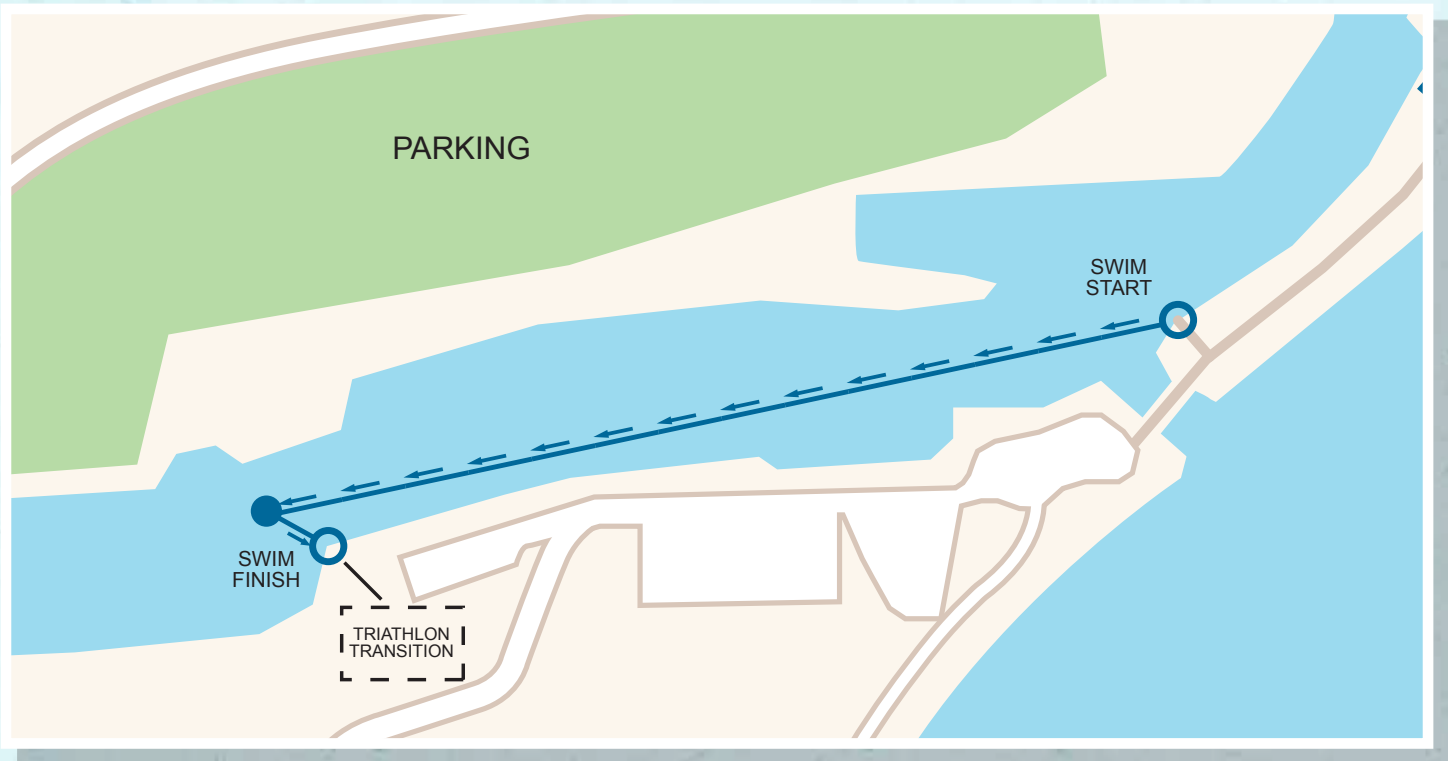 PARKING
SWIM
START
SWIM
FINISH
TRIATHLON
TRANSITION